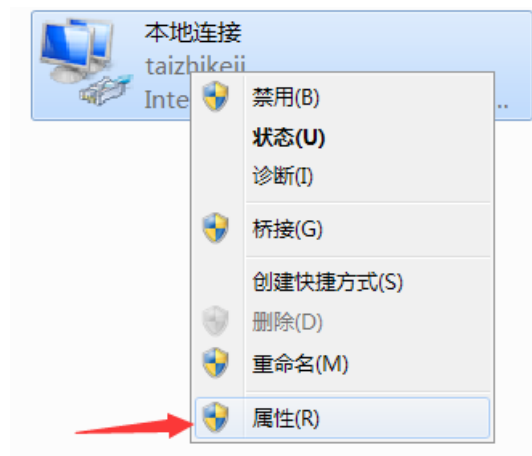 本地连接
taizhikeji
Inte
..
禁用(B)
状态(U)
诊断(I)
桥接(G)
创建快捷方式(S)
删除(D)
重命名(M)
属性(R)